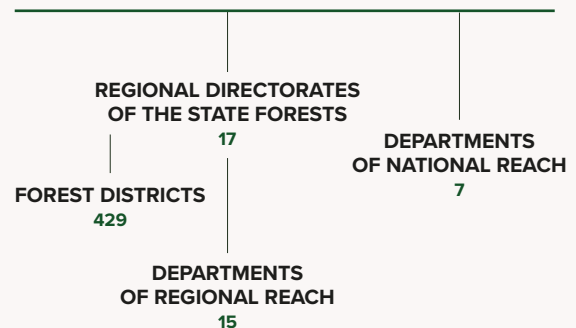 REGIONAL DIRECTORATES
OF THE STATE FORESTS
17
DEPARTMENTS
OF NATIONAL REACH
7
FOREST DISTRICTS
429
DEPARTMENTS
OF REGIONAL REACH
15